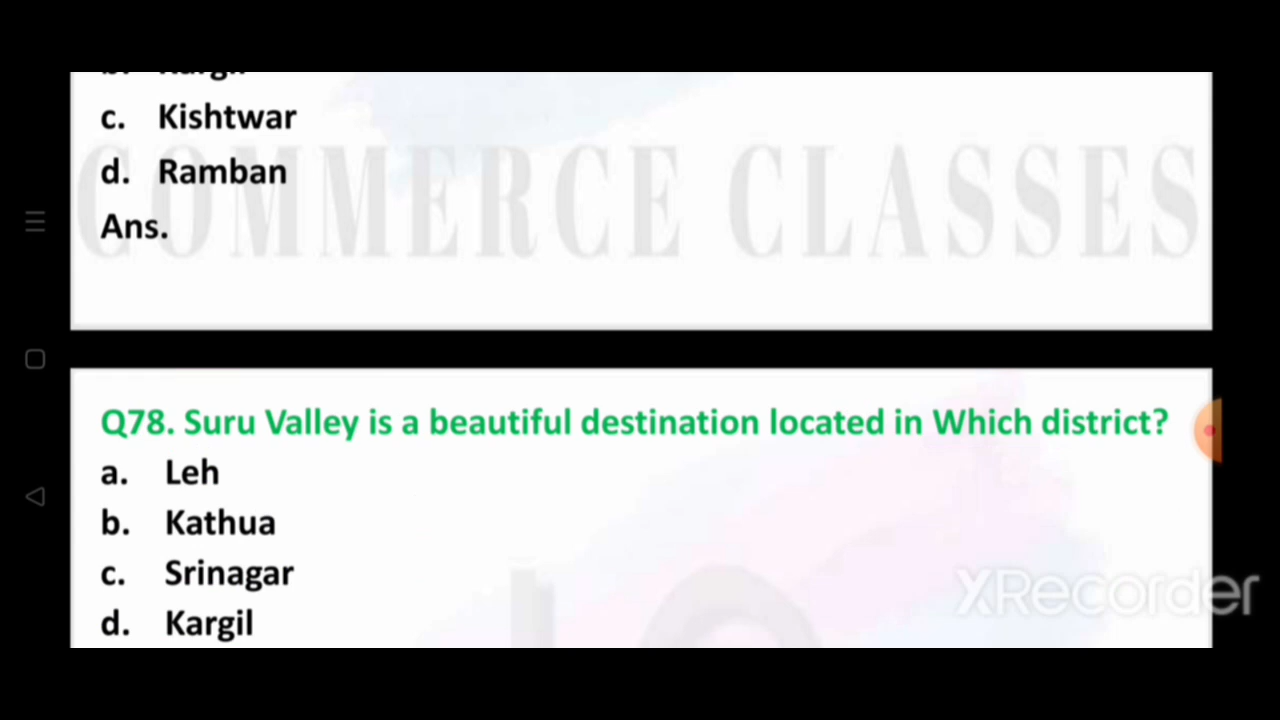 b. Kargil
c. Kishtwar
d. Ramban
Ans.
COMMERCE CLASSES
Q78. Suru Valley is a beautiful destination located in Which district?
a. Leh
b. Kathua
c. Srinagar
d. Kargil
XRecorder